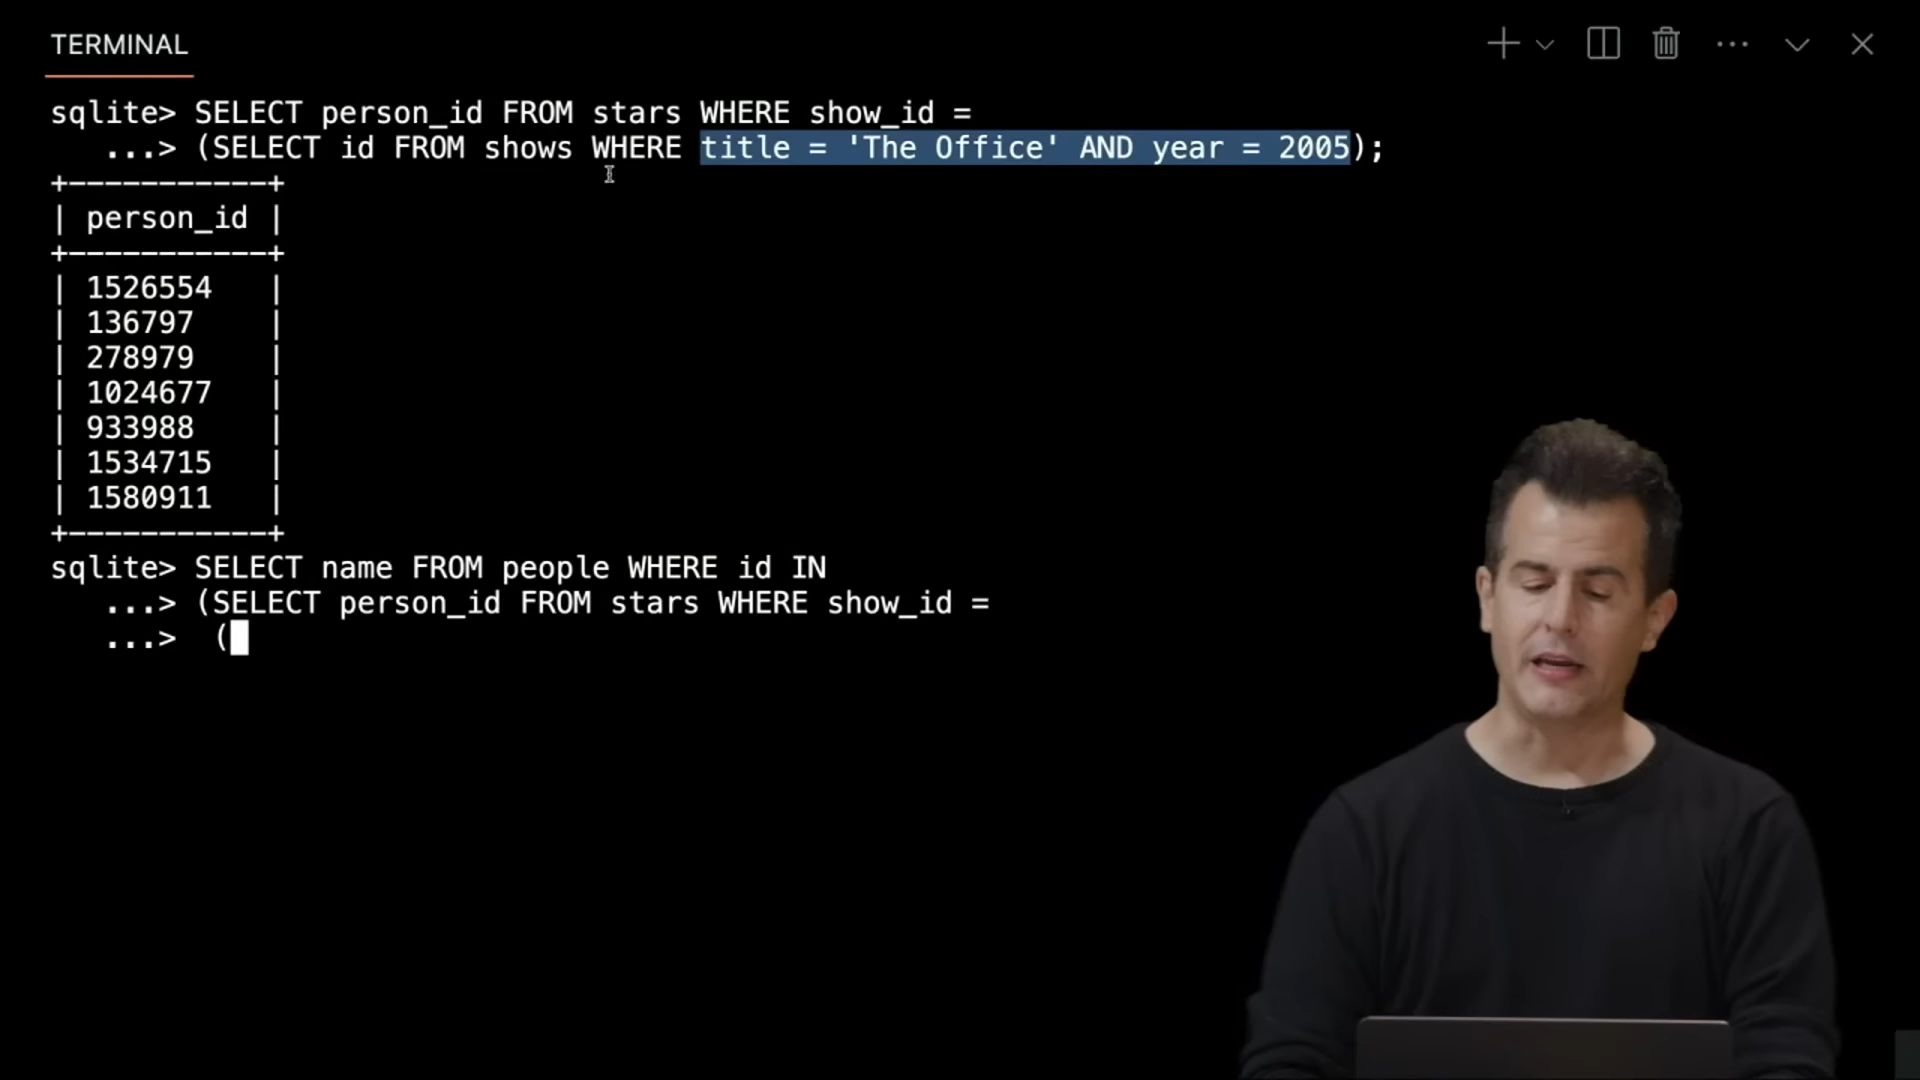 TERMINAL
sqlite> SELECT person_id FROM stars WHERE show_id =
   ...> (SELECT id FROM shows WHERE title = 'The Office' AND year = 2005);
+-----------+
| person_id |
+-----------+
| 1526554   |
| 136797    |
| 278979    |
| 1024677   |
| 933988    |
| 1534715   |
| 1580911   |
+-----------+
sqlite> SELECT name FROM people WHERE id IN
   ...> (SELECT person_id FROM stars WHERE show_id =
   ...>  (